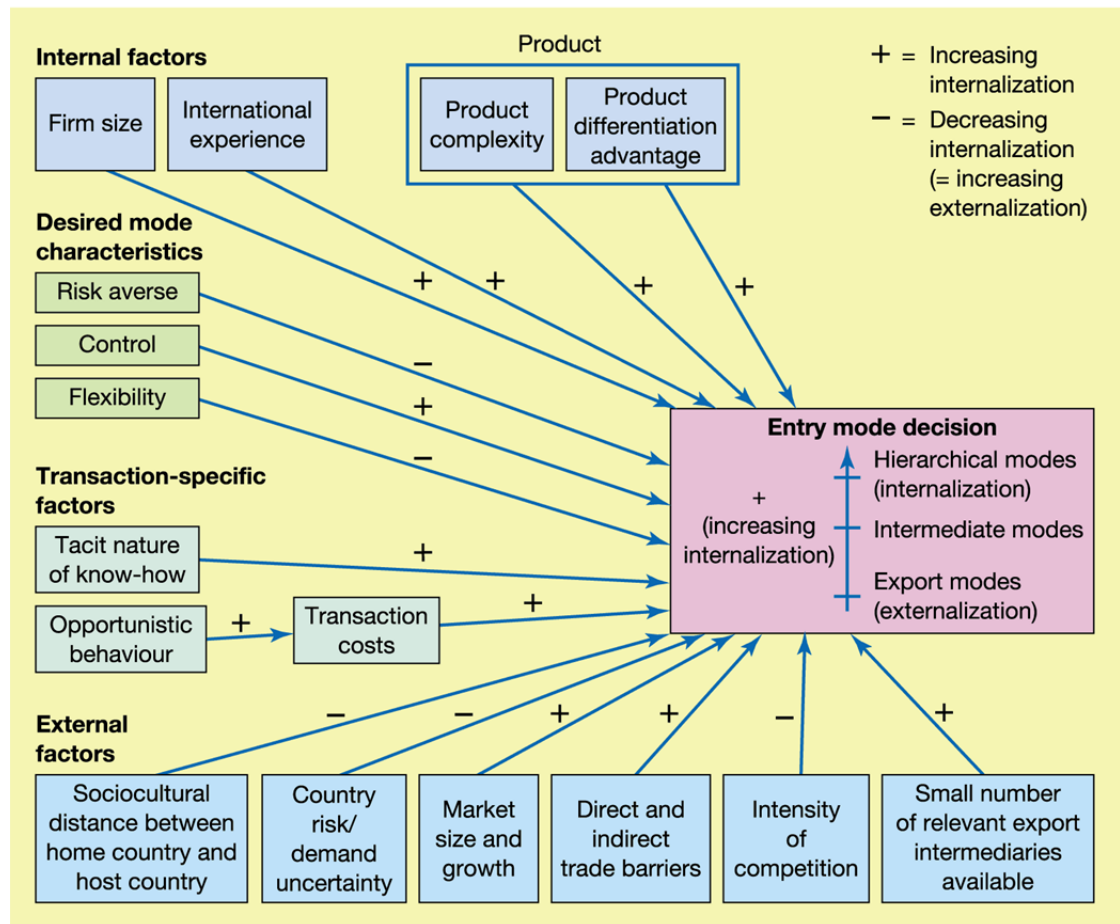 Internal factors
Firm size
International
experience
Product
Product
complexity
Product
differentiation
advantage
+ = Increasing
internalization
− = Decreasing
internalization
(= increasing
externalization)
Desired mode
characteristics
Risk averse
Control
Flexibility
+
+
+
+
−
+
−
Transaction-specific
factors
Tacit nature
of know-how
+
Opportunistic
behaviour
+
Transaction
costs
+
Entry mode decision
+
(increasing
internalization)
Hierarchical modes
(internalization)
Intermediate modes
Export modes
(externalization)
External
factors
−
−
+
+
−
+
Sociocultural
distance between
home country and
host country
Country
risk/
demand
uncertainty
Market
size and
growth
Direct and
indirect
trade barriers
Intensity
of
competition
Small number
of relevant export
intermediaries
available